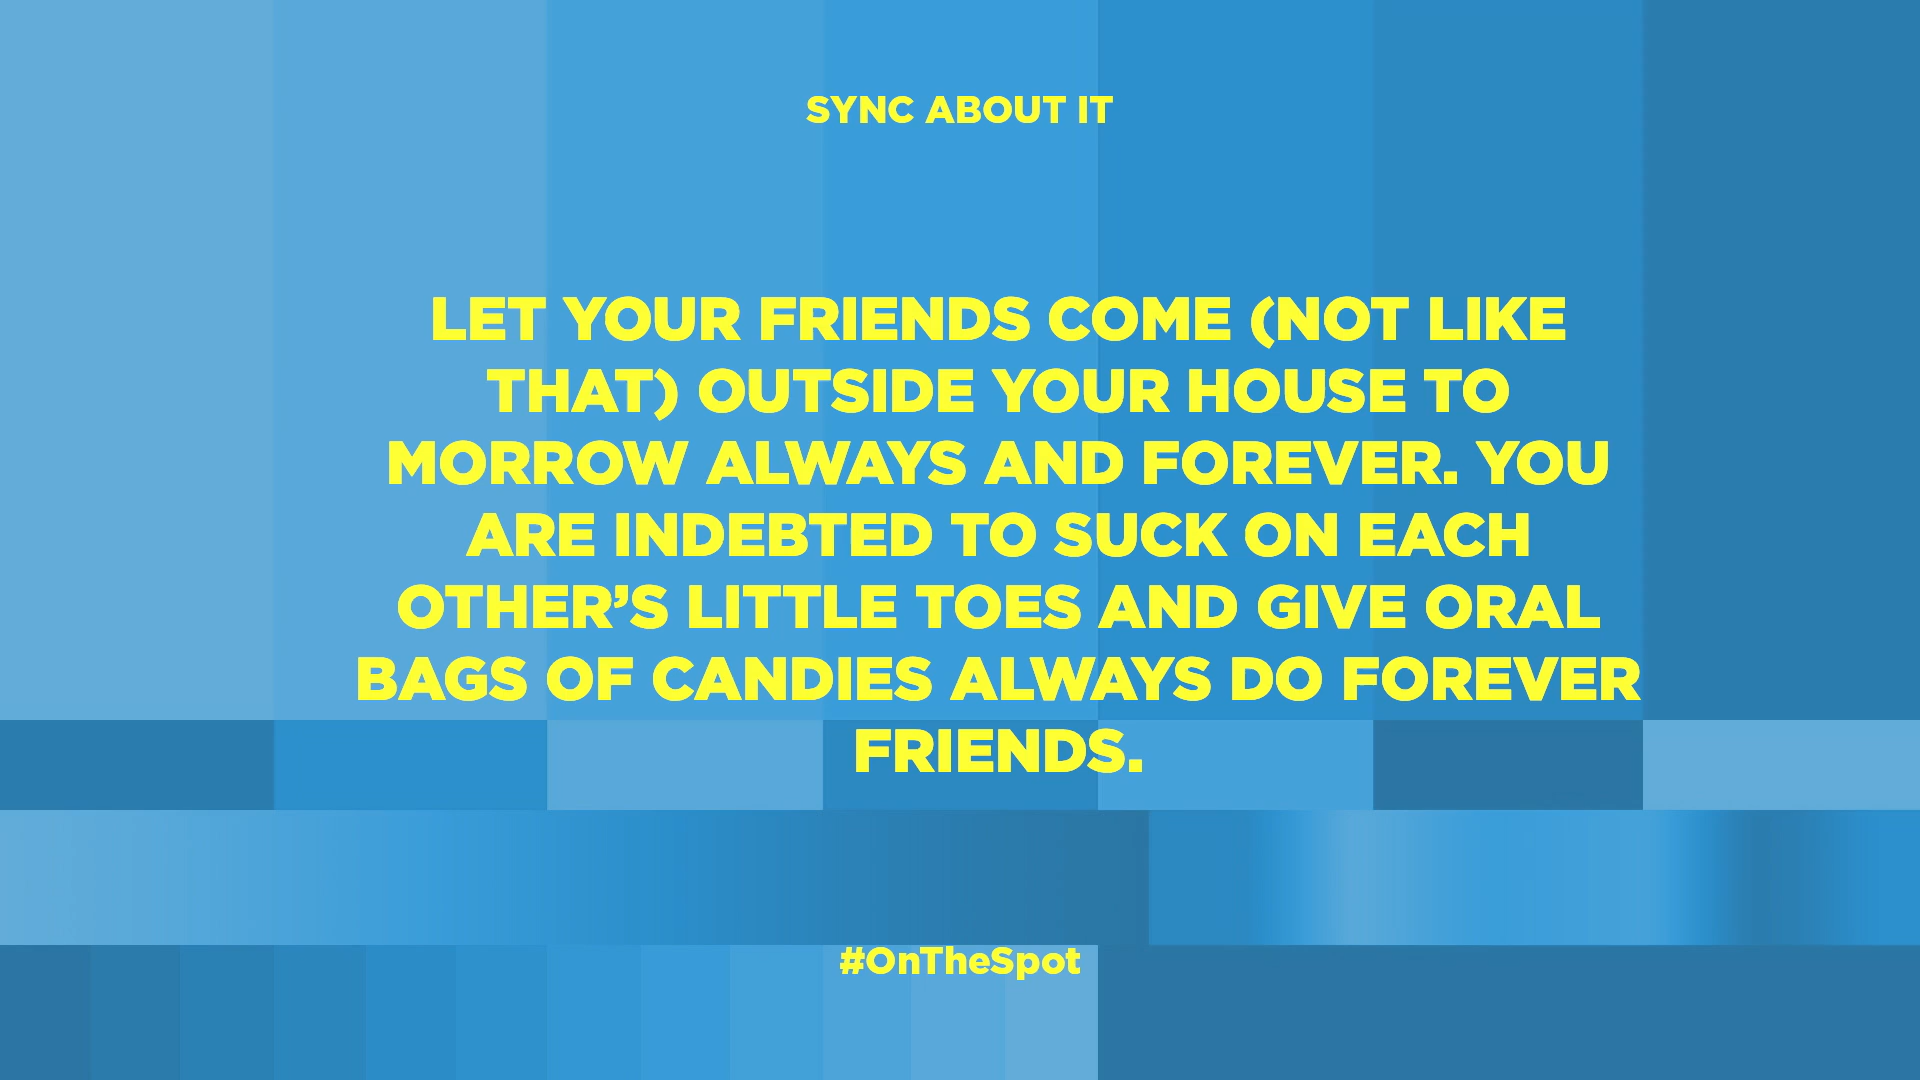 SYNC ABOUT IT
LET YOUR FRIENDS COME (NOT LIKE
THAT) OUTSIDE YOUR HOUSE TO
MORROW ALWAYS AND FOREVER. YOU
ARE INDEBTED TO SUCK ON EACH
OTHER’S LITTLE TOES AND GIVE ORAL
BAGS OF CANDIES ALWAYS DO FOREVER
FRIENDS.
#OnTheSpot